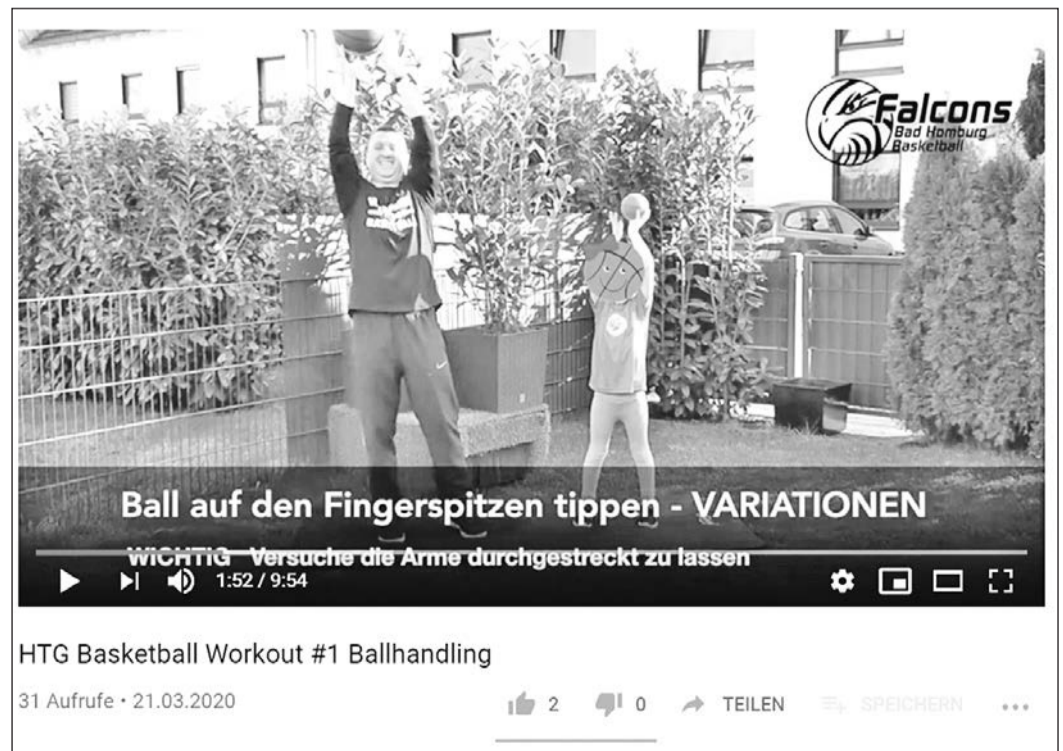 Falcons
Bad Homburg
Basketball
Ball auf den Fingerspitzen tippen - VARIATIONEN
WICHTIG Versuche die Arme durchgestreckt zu lassen
1:52 / 9:54
HTG Basketball Workout #1 Ballhandling
31 Aufrufe • 21.03.2020
2 0 TEILEN SPEICHERN